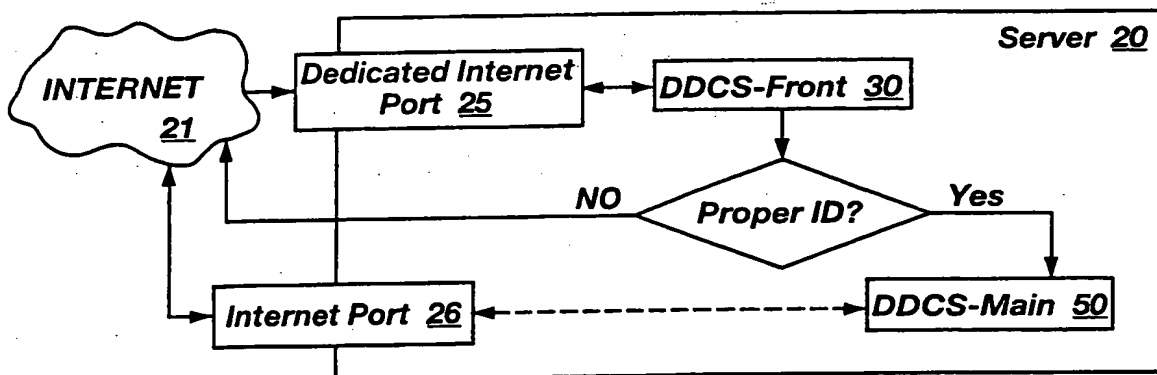 Server 20
INTERNET
21
Dedicated Internet
Port 25
DDCS-Front 30
NO
Proper ID?
Yes
Internet Port 26
DDCS-Main 50